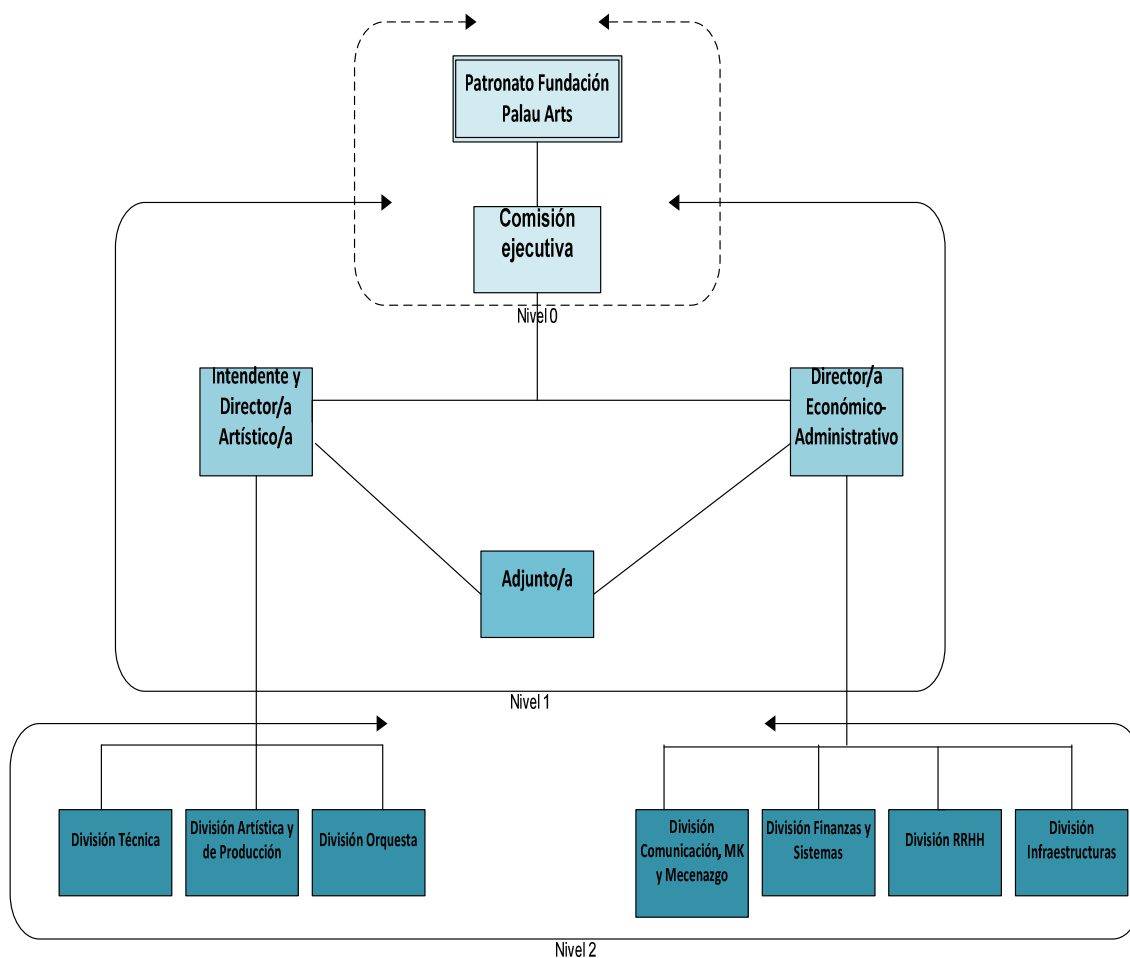 Patronato Fundación
Palau Arts
Comisión
ejecutiva
Nivel 0
Intendente y
Director/a
Artístico/a
Director/a
Económico-
Administrativo
Adjunto/a
Nivel 1
División Técnica
División Artística y
de Producción
División Orquesta
División
Comunicación, MK
y Mecenazgo
División Finanzas y
Sistemas
División RRHH
División
Infraestructuras
Nivel 2